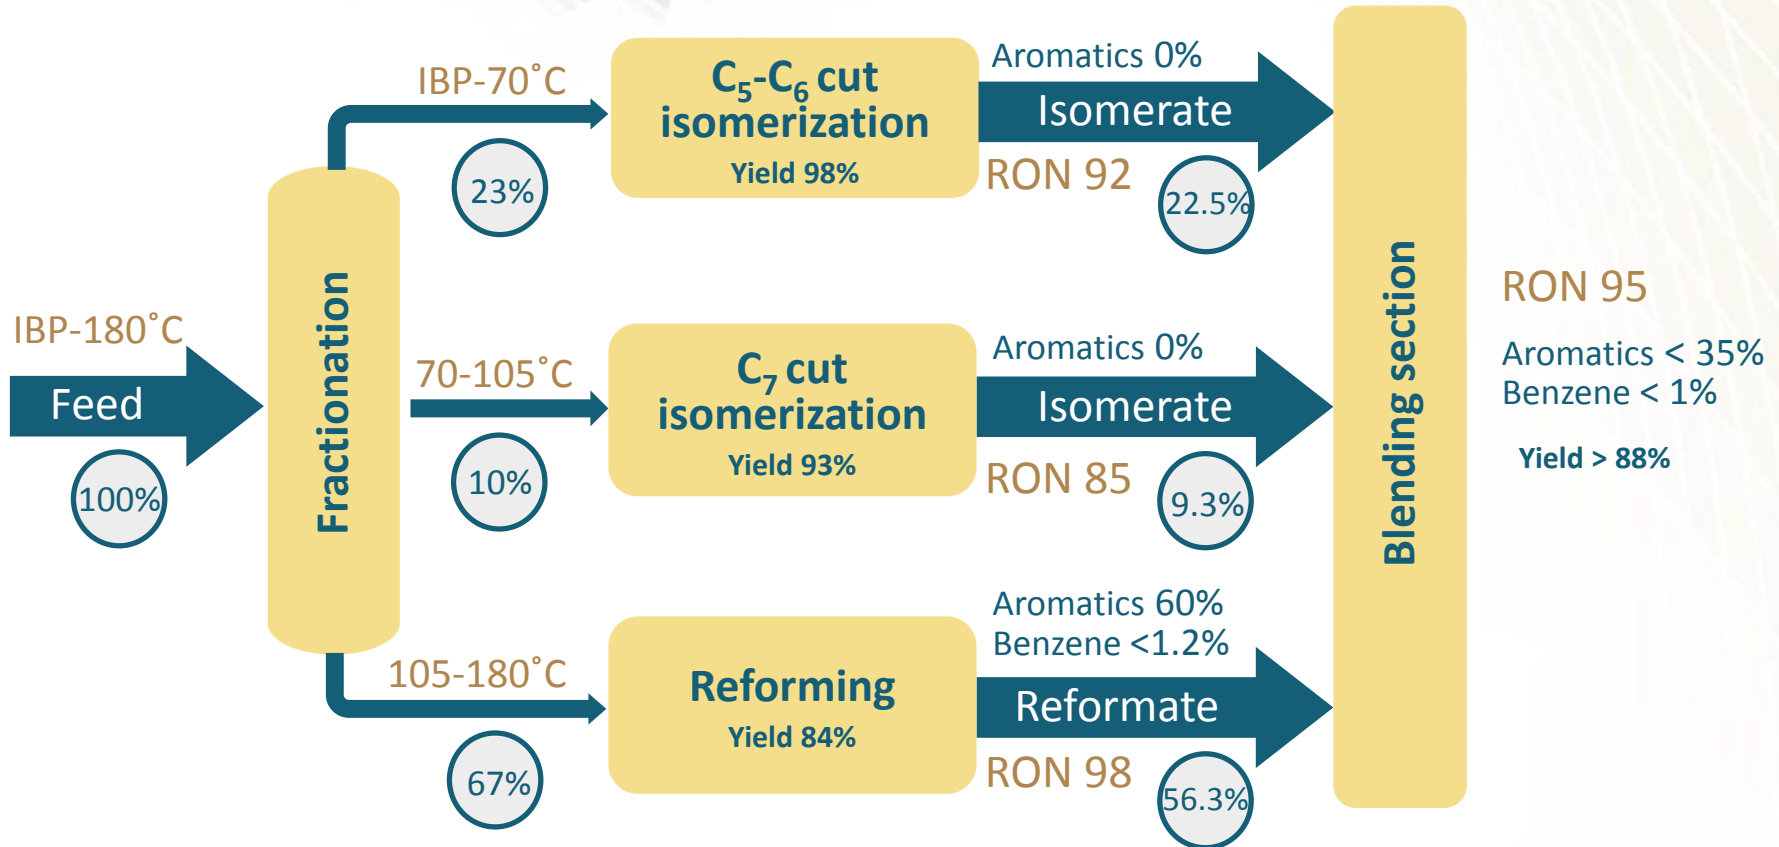 IBP-180˚C
Feed
100%
Fractionation
IBP-70˚C
23%
C₅-C₆ cut
isomerization
Yield 98%
Aromatics 0%
Isomerate
RON 92
22.5%
70-105˚C
10%
C₇ cut
isomerization
Yield 93%
Aromatics 0%
Isomerate
RON 85
9.3%
105-180˚C
67%
Reforming
Yield 84%
Aromatics 60%
Benzene <1.2%
Reformate
RON 98
56.3%
Blending section
RON 95
Aromatics < 35%
Benzene < 1%
Yield > 88%